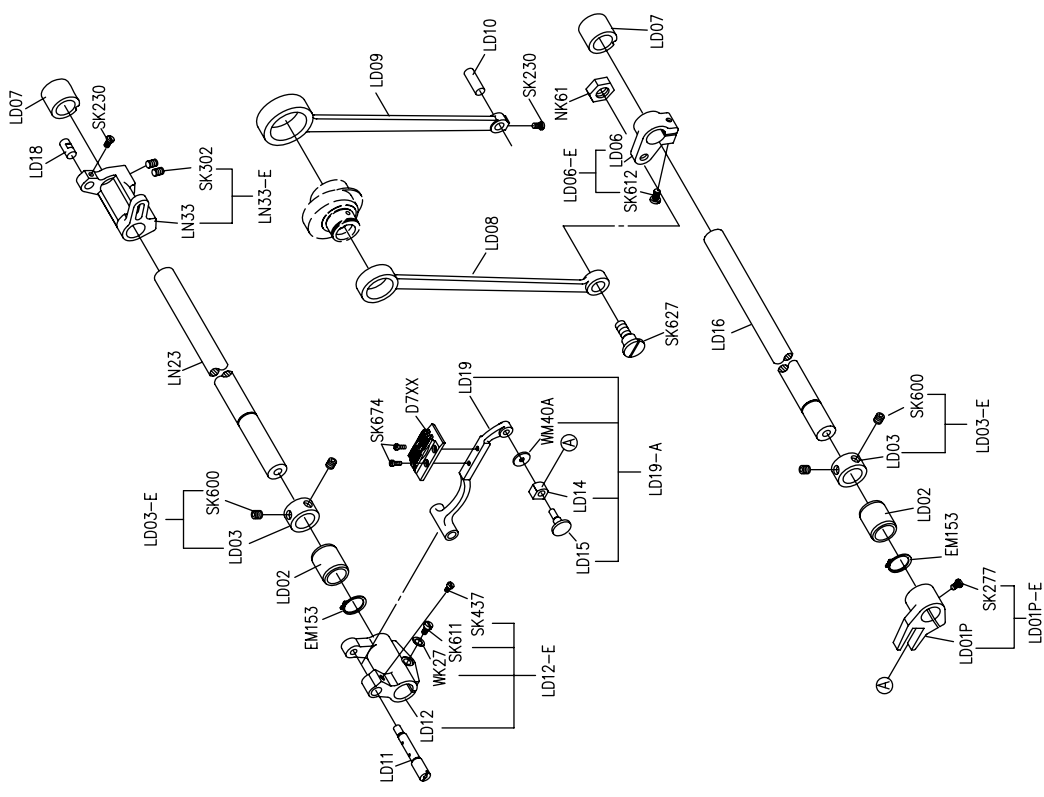 LD07
SK230
LD18
SK302
LN33
LN33-E
LN23
LD03-E
SK600
LD03
LD02
EM153
SK437
SK611
WK27
LD12
LD12-E
LD11
LD09
LD10
SK230
LD08
SK627
LD19
D7XX
SK674
WM40A
A
LD14
LD15
LD19-A
LD07
NK61
LD06
LD06-E
SK612
LD16
SK600
LD03
LD03-E
LD02
EM153
SK277
LD01P
LD01P-E
A